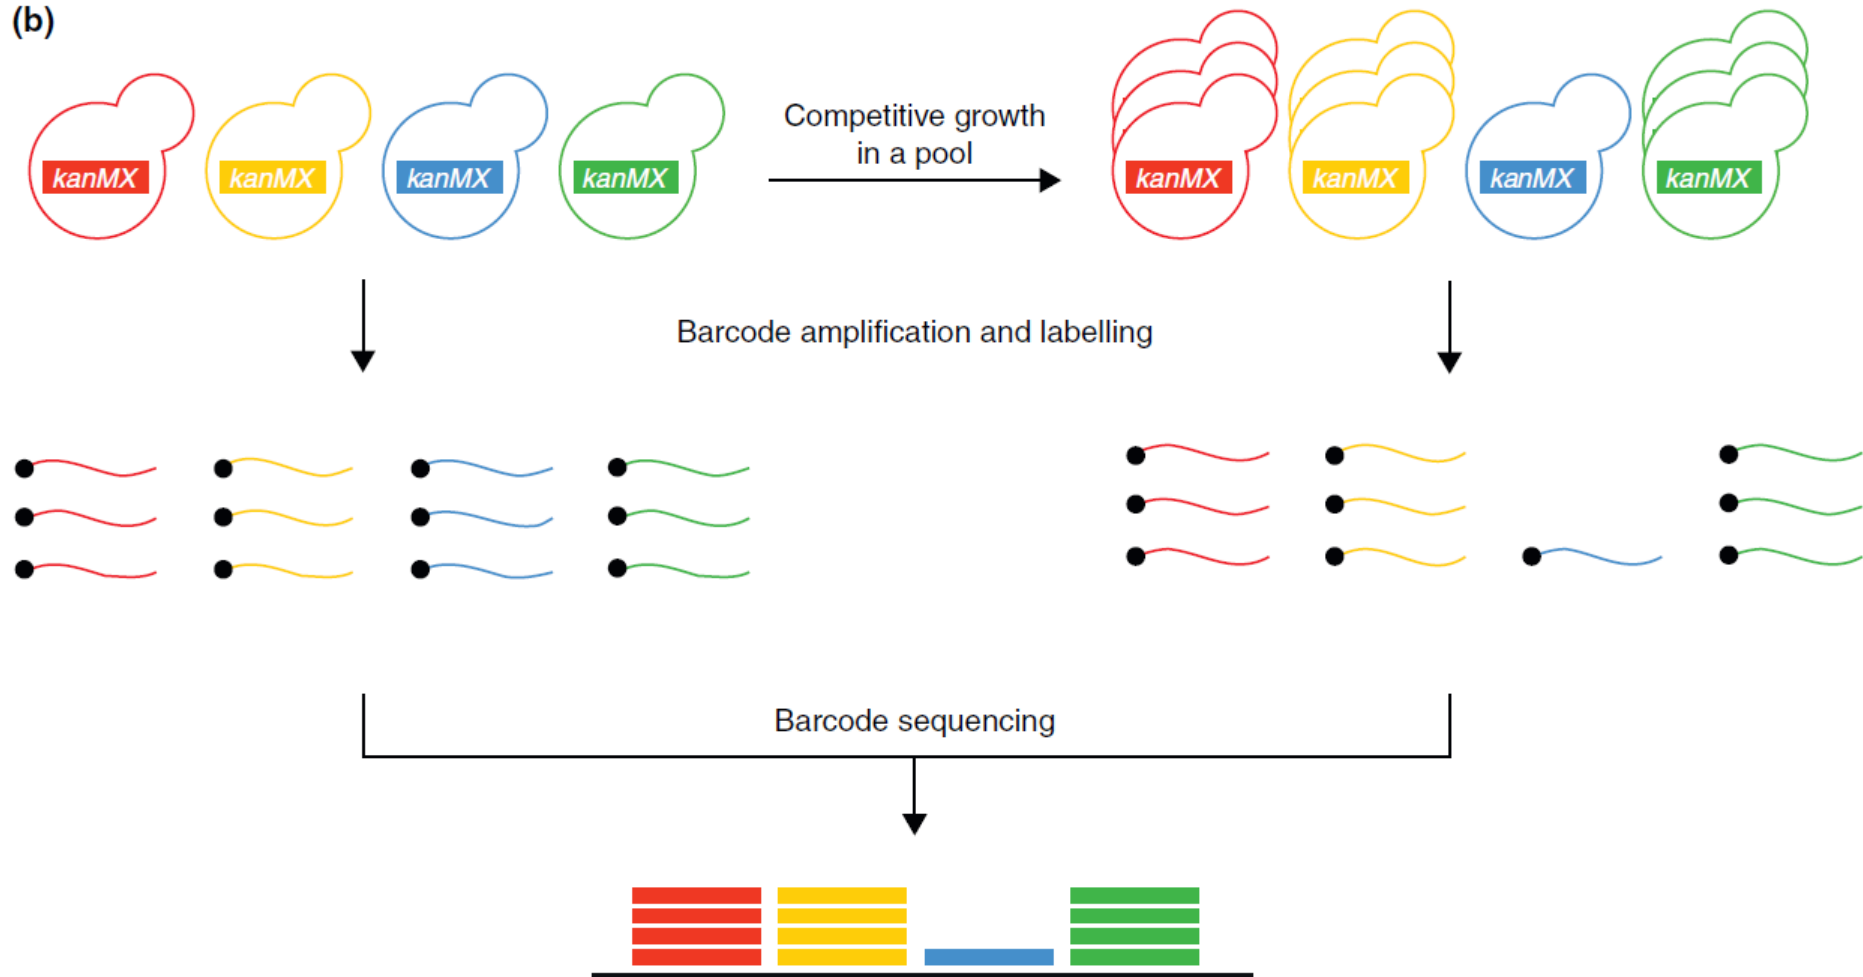 (b)
kanMX kanMX kanMX kanMX
Competitive growth
in a pool
kanMX kanMX kanMX kanMX
Barcode amplification and labelling
Barcode sequencing